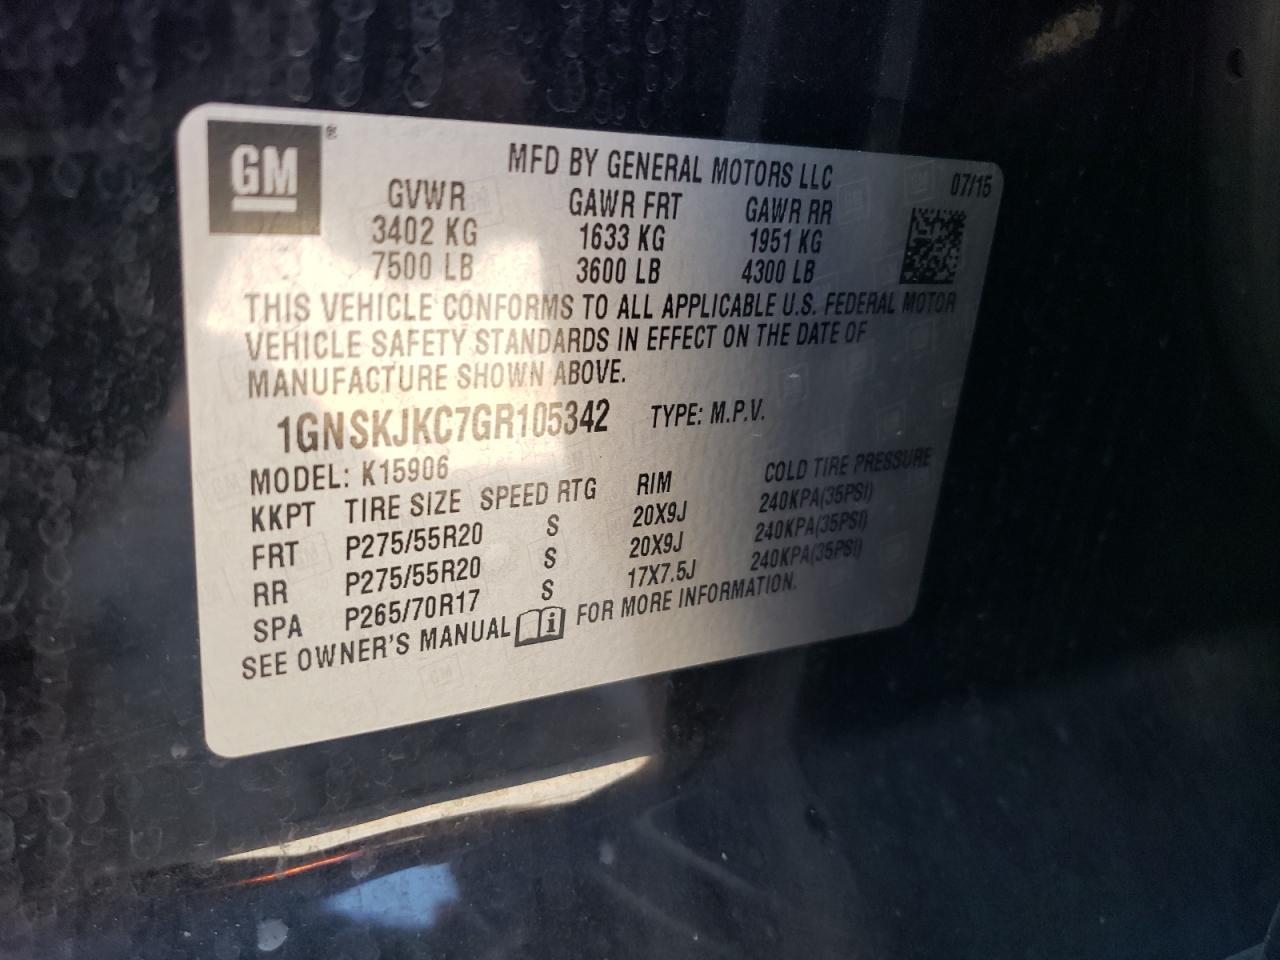 GM ®
MFD BY GENERAL MOTORS LLC 07/15
GVWR GAWR FRT GAWR RR
3402 KG 1633 KG 1951 KG
7500 LB 3600 LB 4300 LB
THIS VEHICLE CONFORMS TO ALL APPLICABLE U.S. FEDERAL MOTOR
VEHICLE SAFETY STANDARDS IN EFFECT ON THE DATE OF
MANUFACTURE SHOWN ABOVE.
1GNSKJKC7GR105342 TYPE: M.P.V.
MODEL: K15906
KKPT TIRE SIZE SPEED RTG RIM COLD TIRE PRESSURE
FRT P275/55R20 S 20X9J 240KPA(35PSI)
RR P275/55R20 S 20X9J 240KPA(35PSI)
SPA P265/70R17 S 17X7.5J 240KPA(35PSI)
SEE OWNER'S MANUAL i FOR MORE INFORMATION.